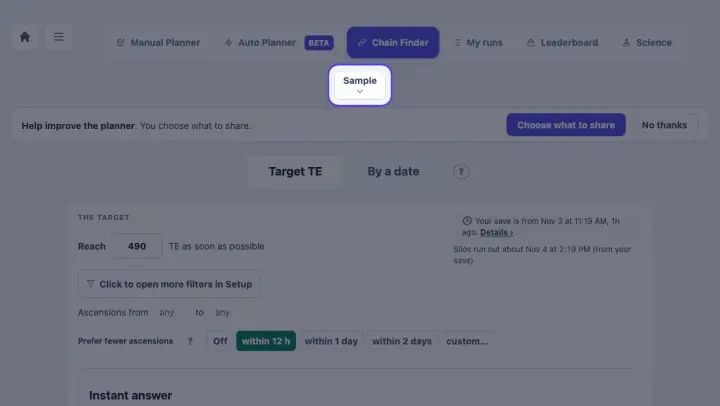 Manual Planner Auto Planner BETA Chain Finder My runs Leaderboard Science
Sample
Help improve the planner. You choose what to share. Choose what to share No thanks
Target TE By a date ?
THE TARGET
Your save is from Nov 3 at 11:19 AM, 1h
ago. Details ›
Reach 490 TE as soon as possible
Silos run out about Nov 4 at 2:19 PM (from your
save)
Click to open more filters in Setup
Ascensions from any to any
Prefer fewer ascensions ? Off within 12 h within 1 day within 2 days custom...
Instant answer